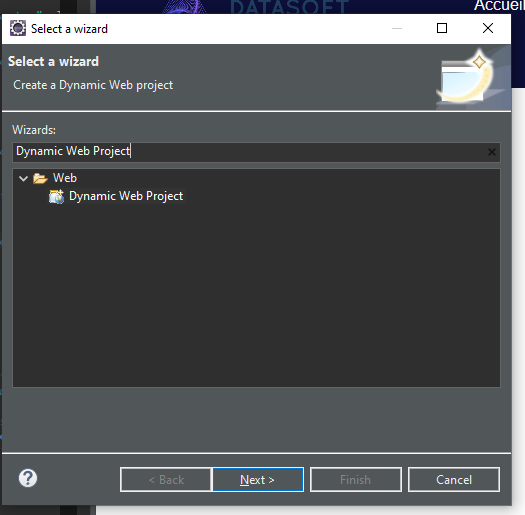 DATASOFT
Accueil
Select a wizard
Select a wizard
Create a Dynamic Web project
Wizards:
Dynamic Web Project
Web
Dynamic Web Project
< Back
Next >
Finish
Cancel